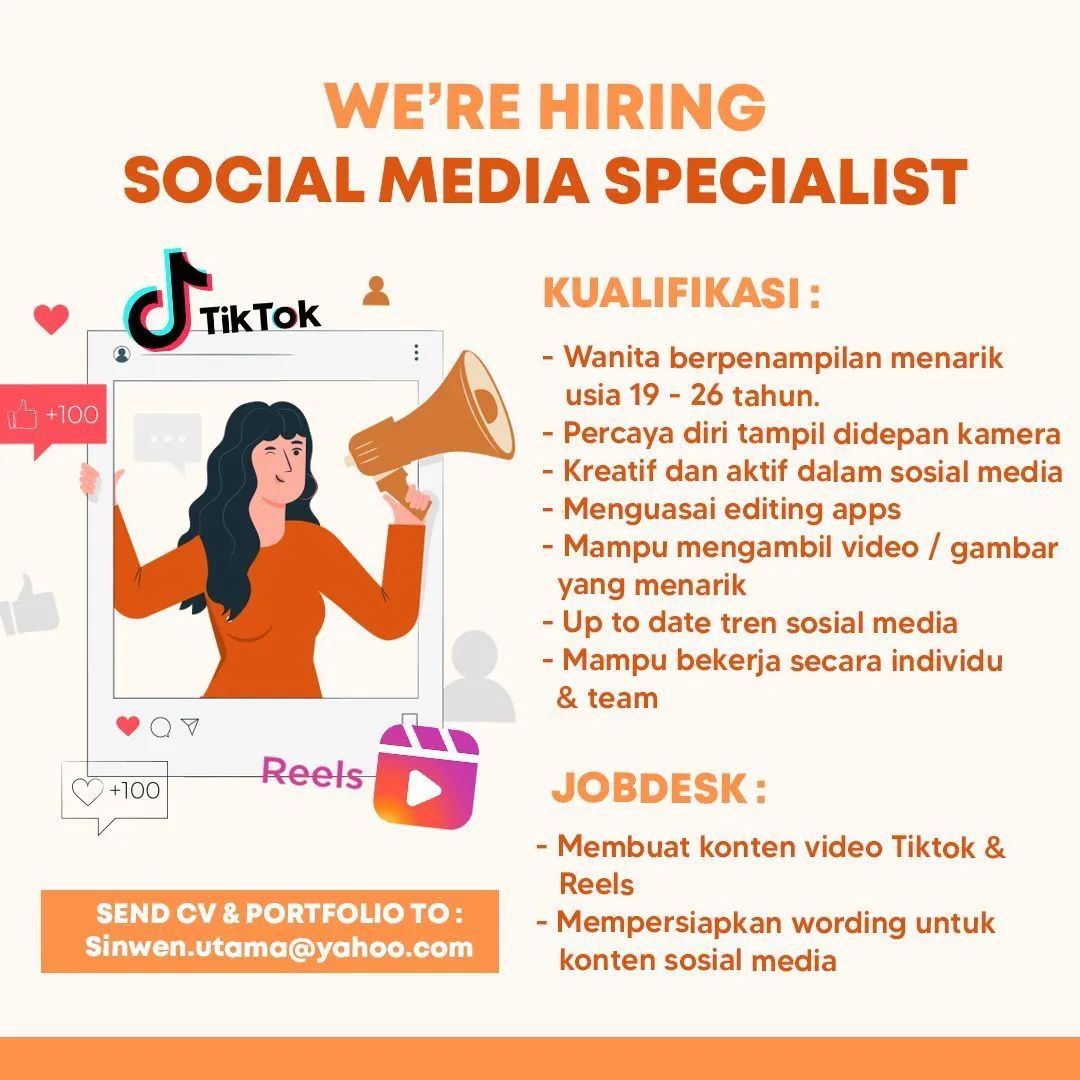 WE'RE HIRING
SOCIAL MEDIA SPECIALIST
TikTok
+100
+100
Reels
SEND CV & PORTFOLIO TO :
Sinwen.utama@yahoo.com
KUALIFIKASI :
- Wanita berpenampilan menarik
usia 19 - 26 tahun.
- Percaya diri tampil didepan kamera
- Kreatif dan aktif dalam sosial media
- Menguasai editing apps
- Mampu mengambil video / gambar
yang menarik
- Up to date tren sosial media
- Mampu bekerja secara individu
& team
JOBDESK :
- Membuat konten video Tiktok &
Reels
- Mempersiapkan wording untuk
konten sosial media